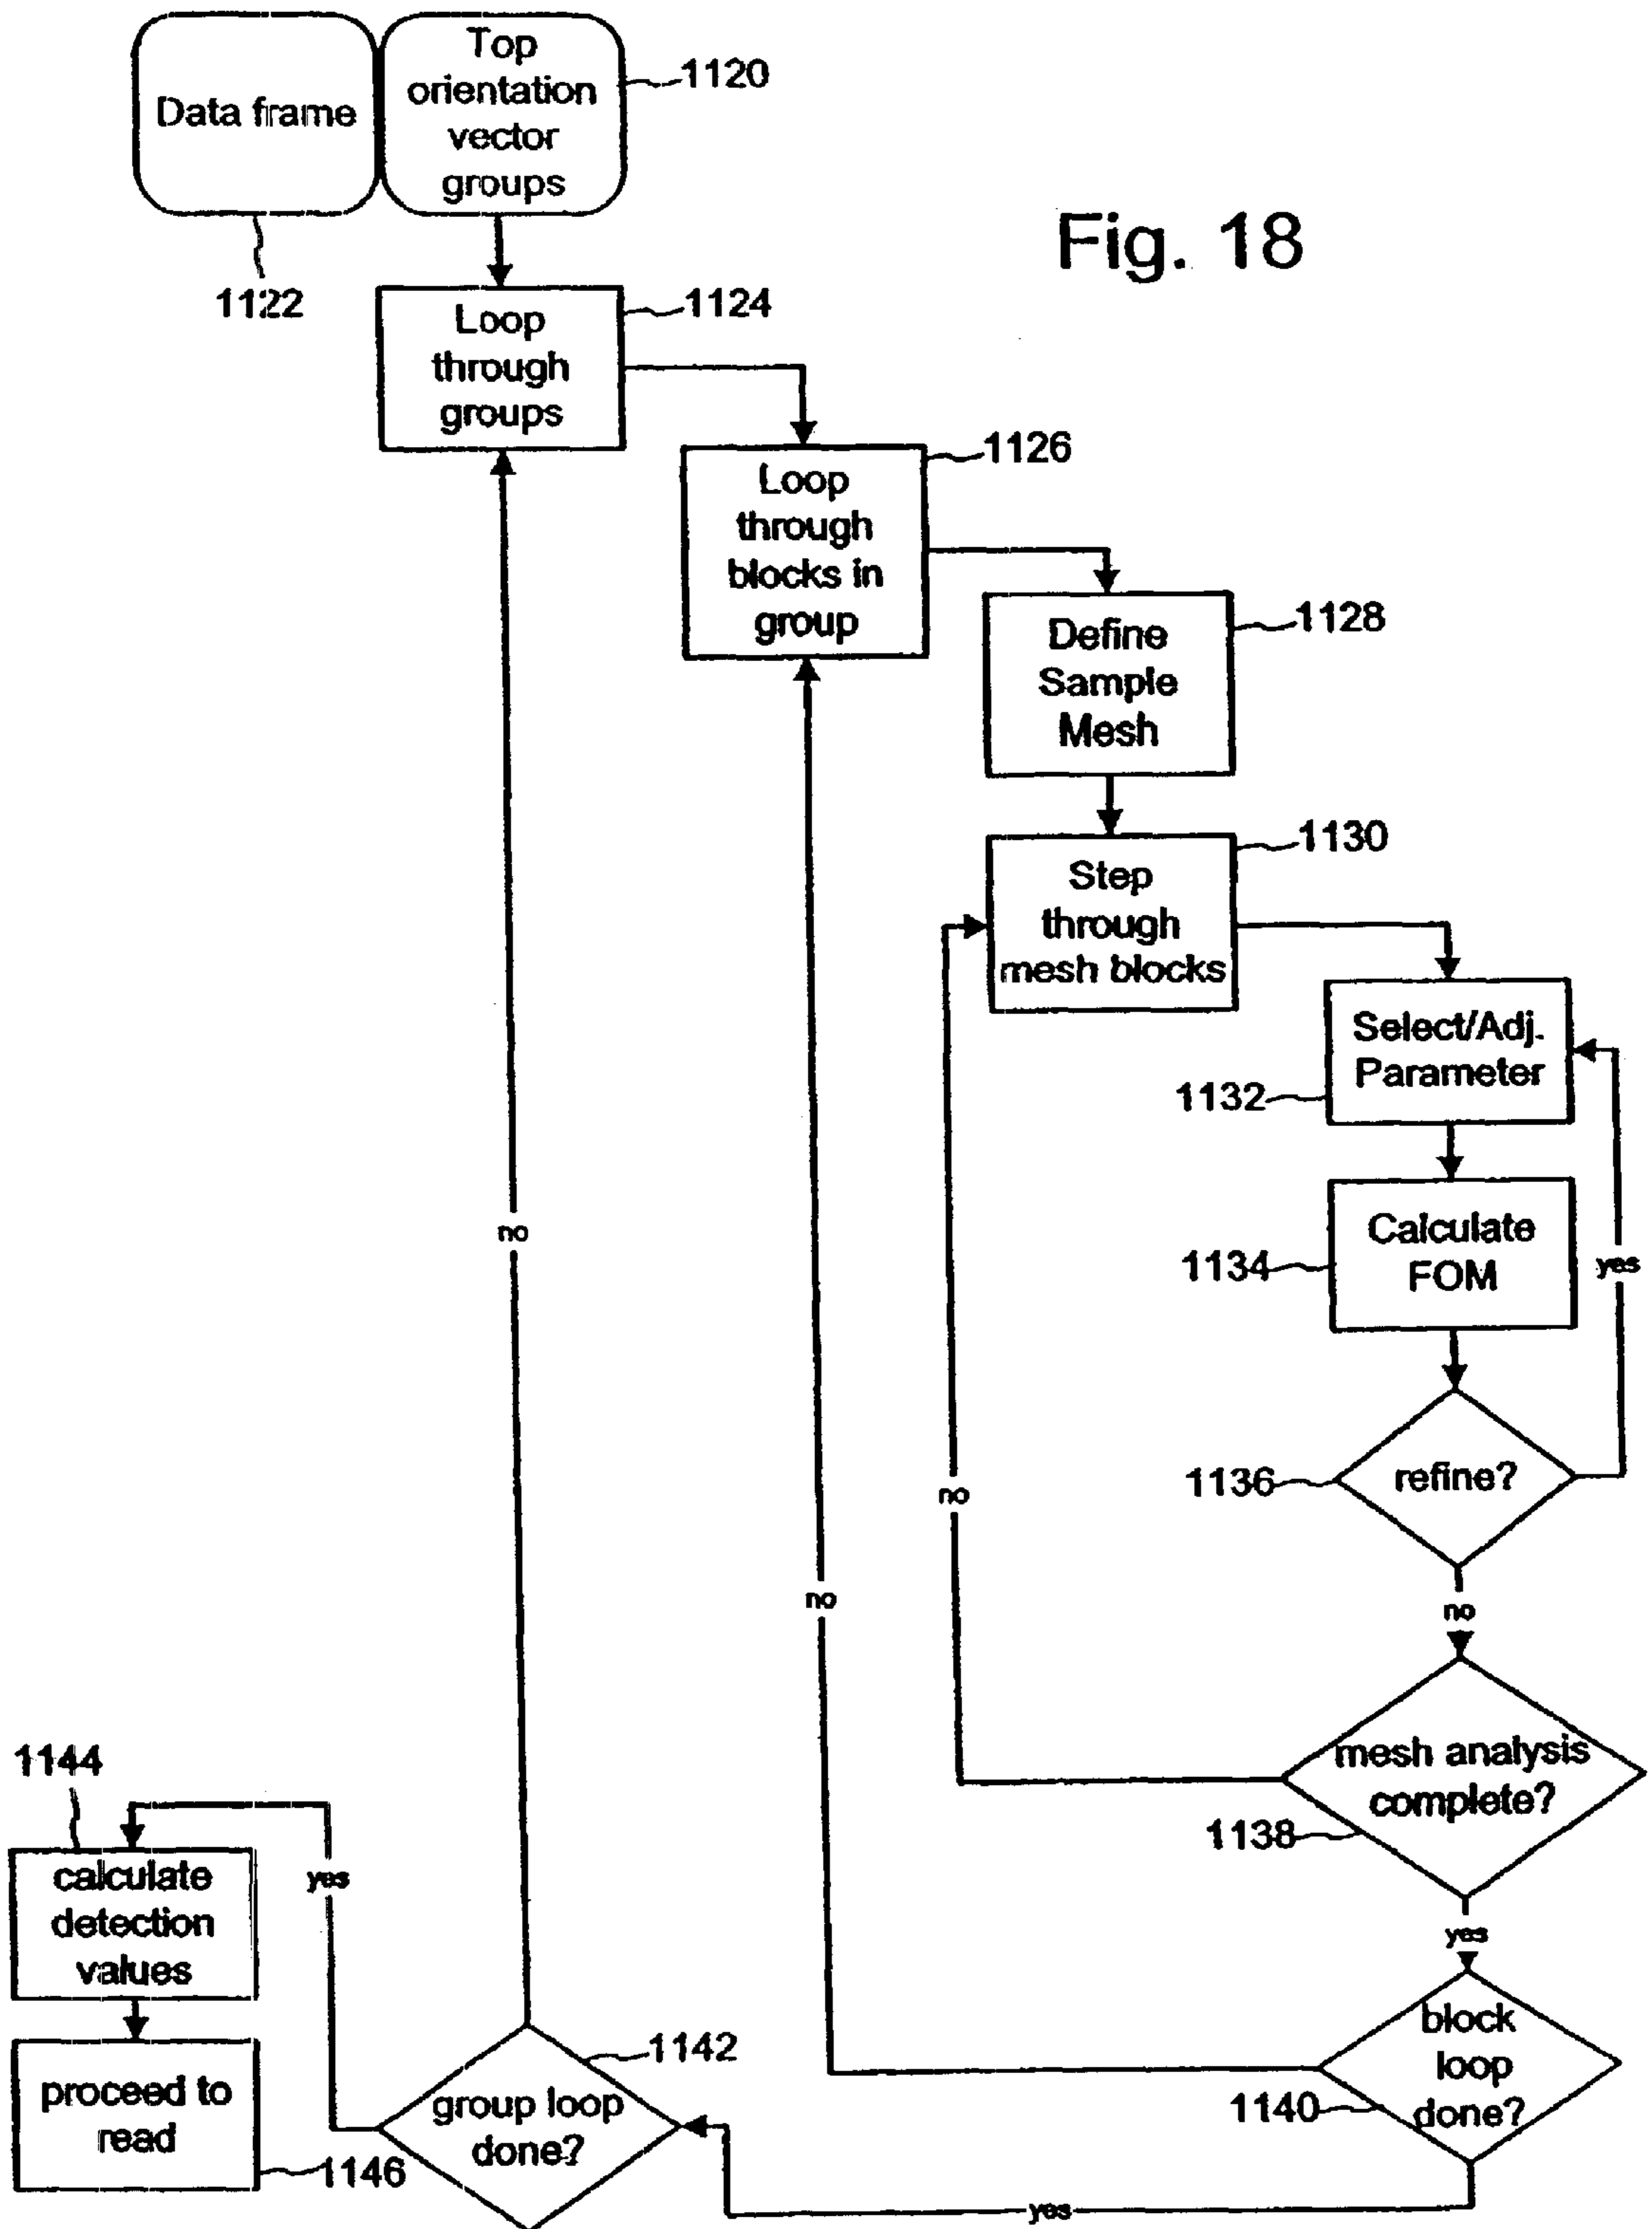 Data frame
Top
orientation
vector
groups
1120
1122
Fig. 18
Loop
through
groups
1124
Loop
through
blocks in
group
1126
Define
Sample
Mesh
1128
Step
through
mesh blocks
1130
Select/Adj.
Parameter
1132
Calculate
FOM
1134
yes
refine?
1136
no
no
no
no
mesh analysis
complete?
1138
yes
block
loop
done?
1140
yes
group loop
done?
1142
yes
1144
calculate
detection
values
proceed to
read
1146